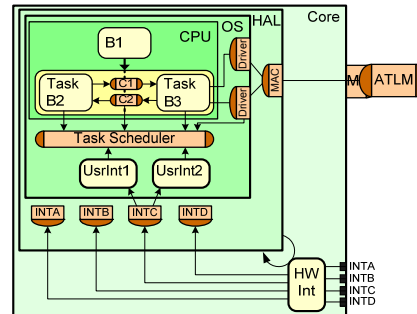 Core
HAL
OS
CPU
B1
Driver
Task
B2
C1
C2
Task
B3
Driver
MAC
M
ATLM
Task Scheduler
UsrInt1
UsrInt2
INTA
INTB
INTC
INTD
HW
Int
INTA
INTB
INTC
INTD